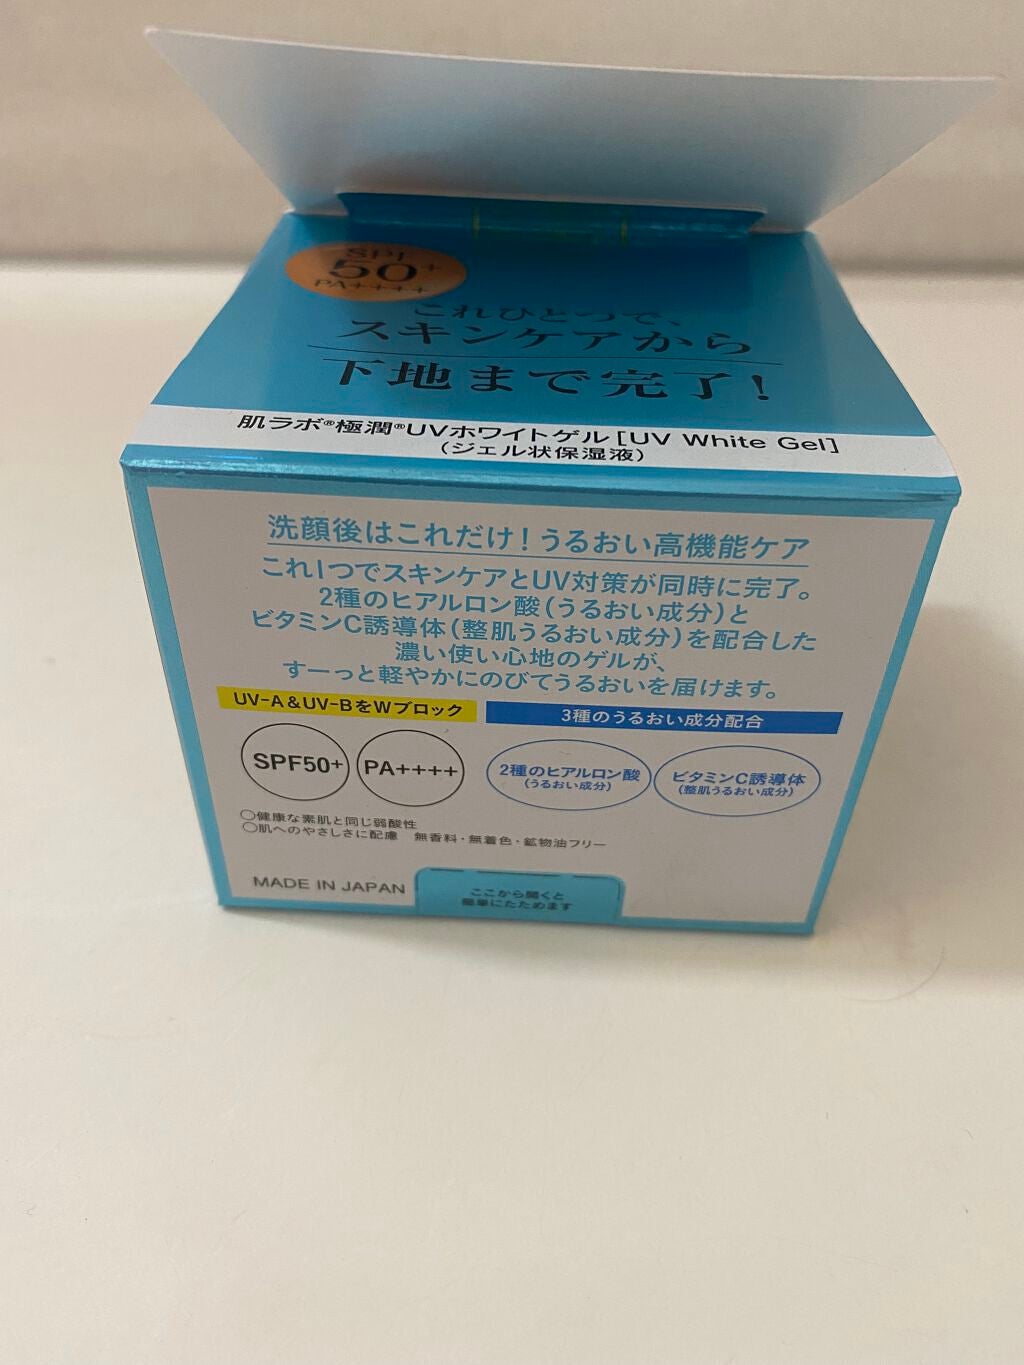 SPF
50+
PA++++
これひとつで、
スキンケアから
下地まで完了!
肌ラボ®極潤®UVホワイトゲル [UV White Gel]
(ジェル状保湿液)
洗顔後はこれだけ!うるおい高機能ケア
これ1つでスキンケアとUV対策が同時に完了。
2種のヒアルロン酸(うるおい成分)と
ビタミンC誘導体(整肌うるおい成分)を配合した
濃い使い心地のゲルが、
すーっと軽やかにのびてうるおいを届けます。
UV-A&UV-BをWブロック
3種のうるおい成分配合
SPF50+
PA++++
2種のヒアルロン酸
(うるおい成分)
ビタミンC誘導体
(整肌うるおい成分)
○健康な素肌と同じ弱酸性
○肌へのやさしさに配慮 無香料・無着色・鉱物油フリー
MADE IN JAPAN
ここから開くと
簡単にたためます